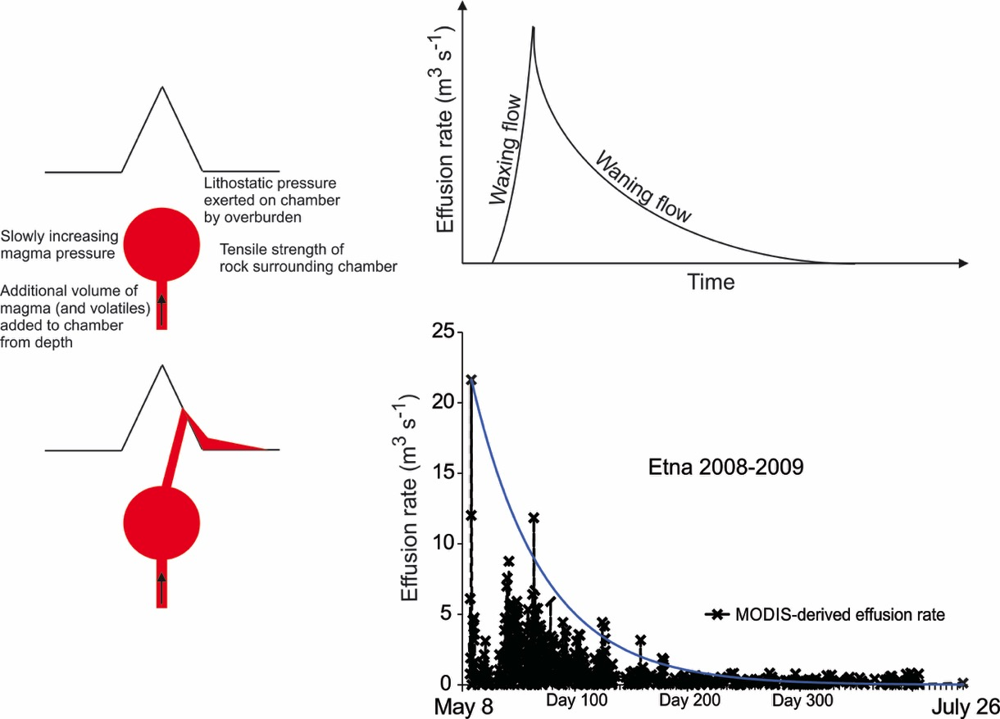 Lithostatic pressure
exerted on chamber
by overburden
Slowly increasing
magma pressure
Tensile strength of
rock surrounding chamber
Additional volume of
magma (and volatiles)
added to chamber
from depth
Effusion rate (m³ s⁻¹)
Waxing flow
Waning flow
Time
Effusion rate (m³ s⁻¹)
25
20
15
10
5
0
Etna 2008-2009
MODIS-derived effusion rate
May 8
Day 100
Day 200
Day 300
July 26